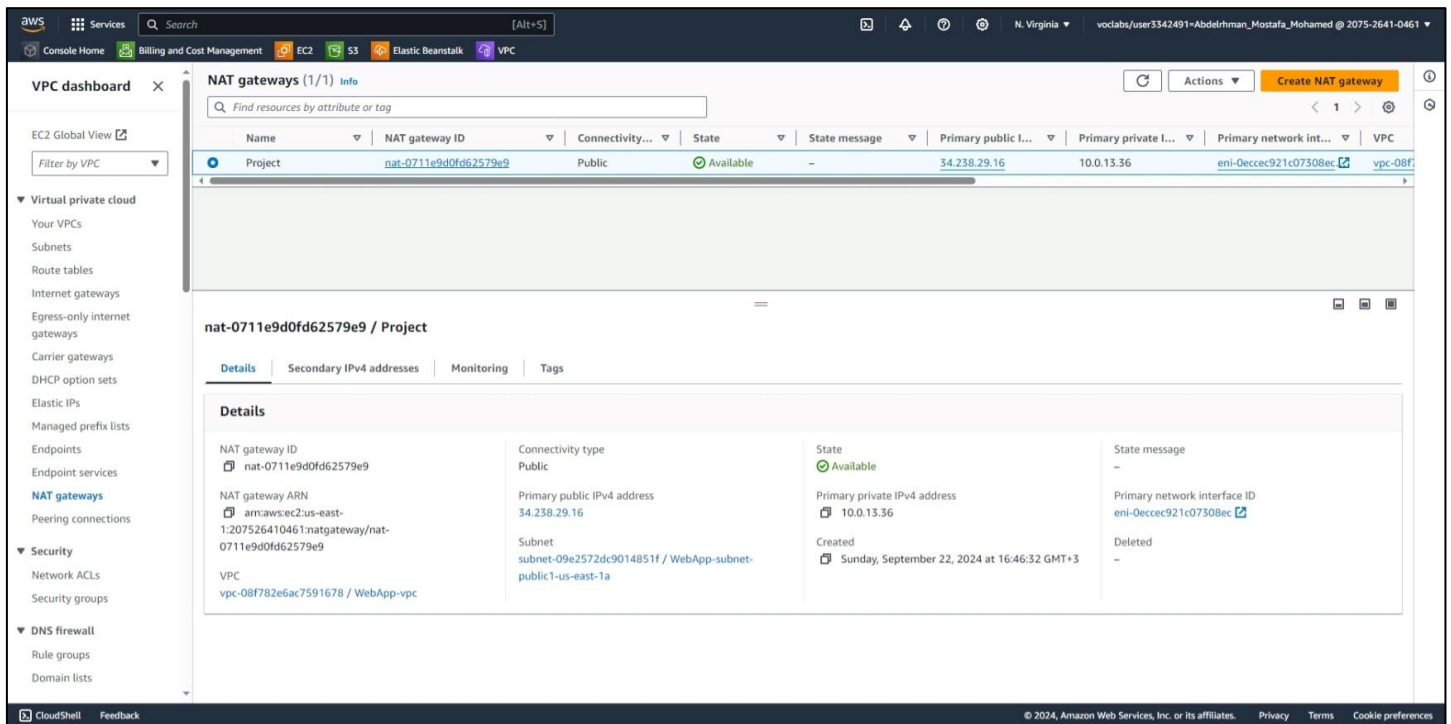 aws
Services
Search
[Alt+S]
N. Virginia
voclabs/user3342491=Abdelrhman_Mostafa_Mohamed @ 2075-2641-0461
Console Home
Billing and Cost Management
EC2
S3
Elastic Beanstalk
VPC
VPC dashboard
EC2 Global View
Filter by VPC
Virtual private cloud
Your VPCs
Subnets
Route tables
Internet gateways
Egress-only internet
gateways
Carrier gateways
DHCP option sets
Elastic IPs
Managed prefix lists
Endpoints
Endpoint services
NAT gateways
Peering connections
Security
Network ACLs
Security groups
DNS firewall
Rule groups
Domain lists
NAT gateways (1/1) Info
Actions
Create NAT gateway
Find resources by attribute or tag
1
Name
NAT gateway ID
Connectivity...
State
State message
Primary public I...
Primary private I...
Primary network int...
VPC
Project
nat-0711e9d0fd62579e9
Public
Available
–
34.238.29.16
10.0.13.36
eni-0eccec921c07308ec
vpc-08f7
nat-0711e9d0fd62579e9 / Project
Details
Secondary IPv4 addresses
Monitoring
Tags
Details
NAT gateway ID
nat-0711e9d0fd62579e9
Connectivity type
Public
State
Available
State message
–
NAT gateway ARN
arn:aws:ec2:us-east-
1:207526410461:natgateway/nat-
0711e9d0fd62579e9
Primary public IPv4 address
34.238.29.16
Primary private IPv4 address
10.0.13.36
Primary network interface ID
eni-0eccec921c07308ec
VPC
vpc-08f782e6ac7591678 / WebApp-vpc
Subnet
subnet-09e2572dc9014851f / WebApp-subnet-
public1-us-east-1a
Created
Sunday, September 22, 2024 at 16:46:32 GMT+3
Deleted
–
CloudShell
Feedback
© 2024, Amazon Web Services, Inc. or its affiliates.
Privacy
Terms
Cookie preferences